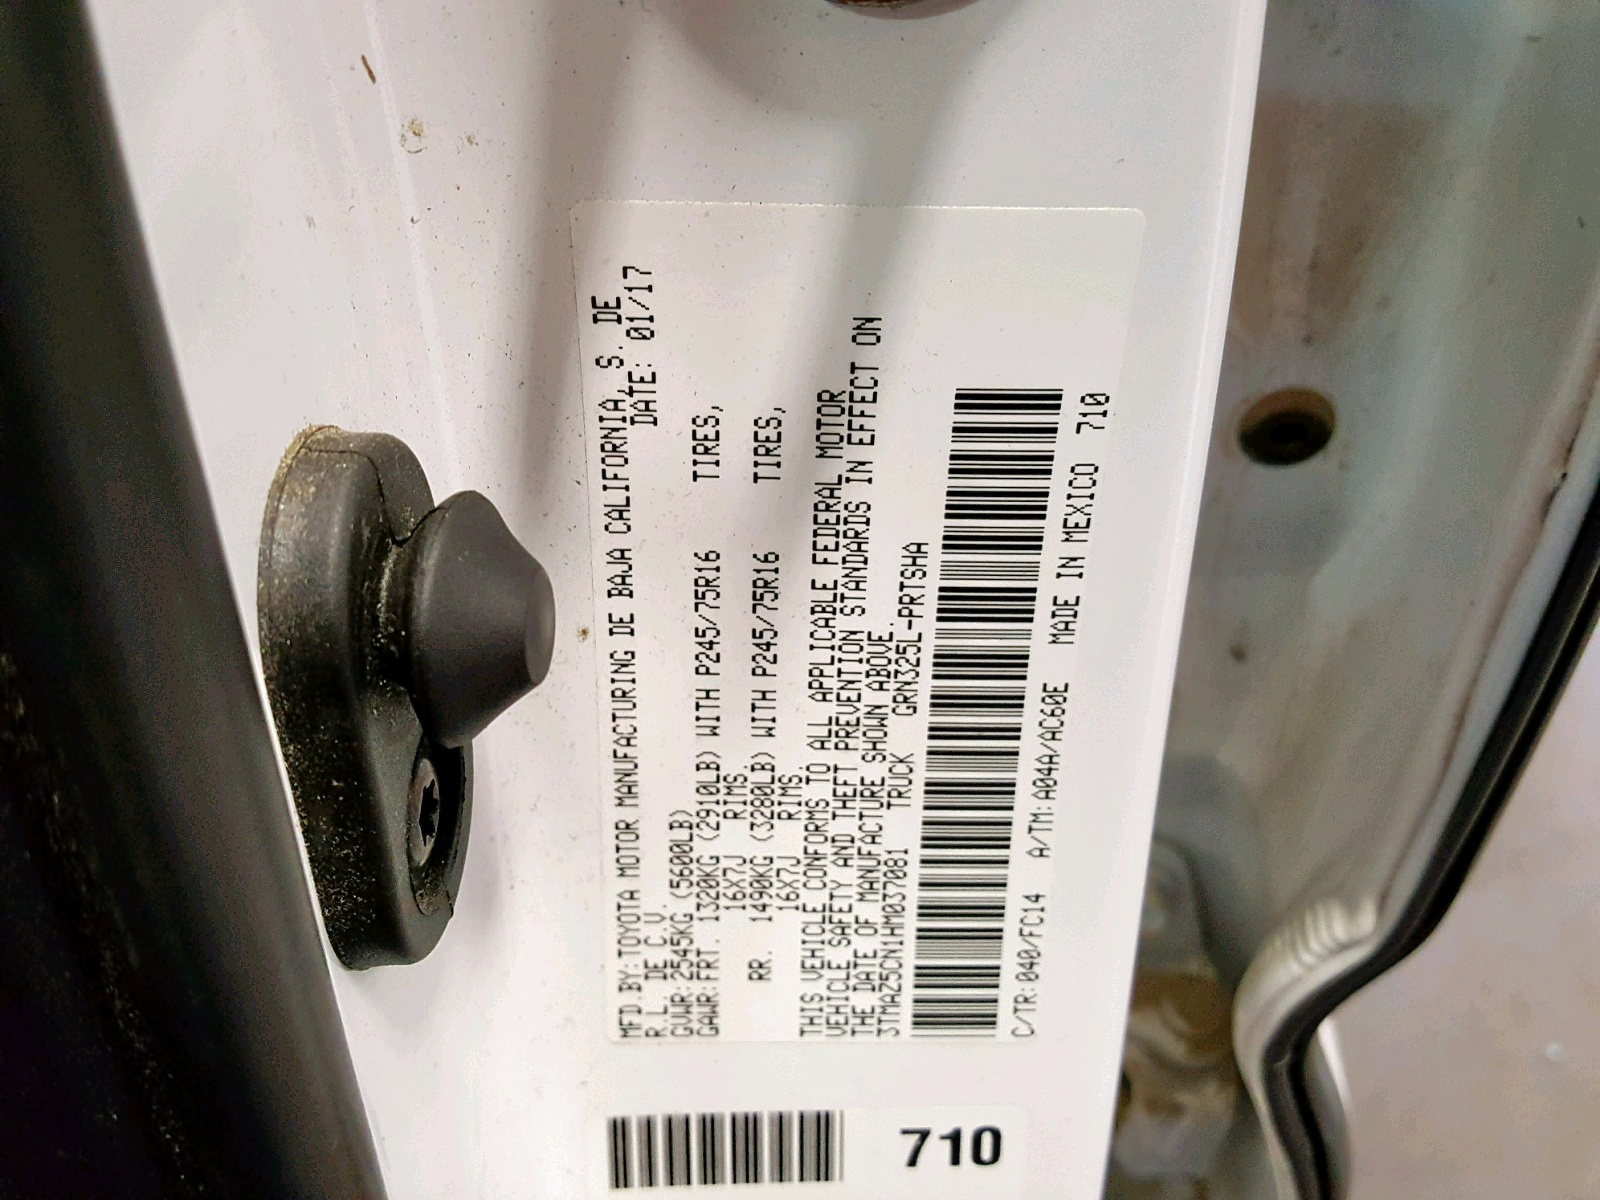 MFD.BY:TOYOTA MOTOR MANUFACTURING DE BAJA CALIFORNIA, S. DE
R.L. DE C.V. DATE: 01/17
GVWR:2545KG (5600LB)
GAWR:FRT. 1320KG (2910LB) WITH P245/75R16 TIRES,
16X7J RIMS.
RR. 1490KG (3280LB) WITH P245/75R16 TIRES,
16X7J RIMS.
THIS VEHICLE CONFORMS TO ALL APPLICABLE FEDERAL MOTOR
VEHICLE SAFETY AND THEFT PREVENTION STANDARDS IN EFFECT ON
THE DATE OF MANUFACTURE SHOWN ABOVE.
3TMAZ5CN1HM037081 TRUCK GRN325L-PRTSHA
C/TR:040/FC14 A/TM:A04A/AC60E MADE IN MEXICO 710
710